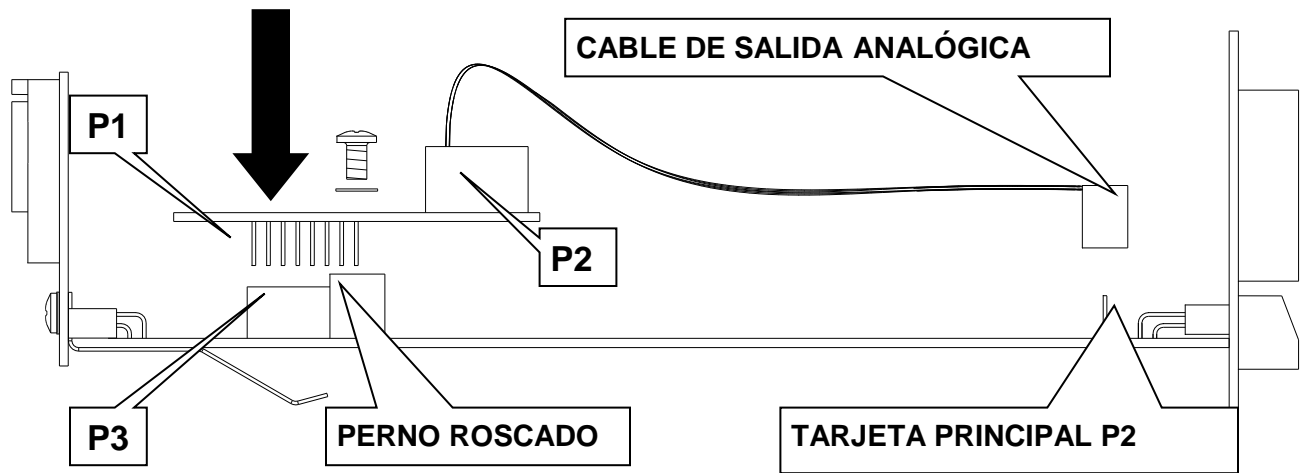 CABLE DE SALIDA ANALÓGICA
P1
P2
P3
PERNO ROSCADO
TARJETA PRINCIPAL P2